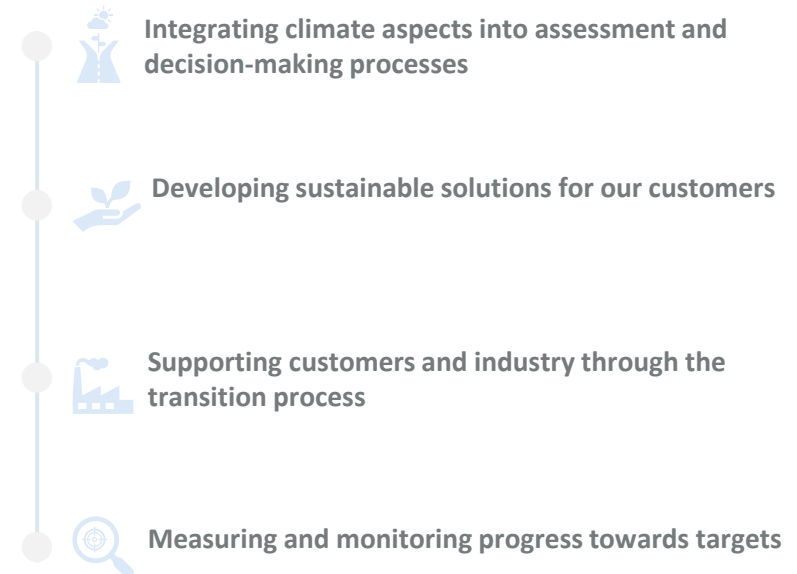 Integrating climate aspects into assessment and
decision-making processes
Developing sustainable solutions for our customers
Supporting customers and industry through the
transition process
Measuring and monitoring progress towards targets